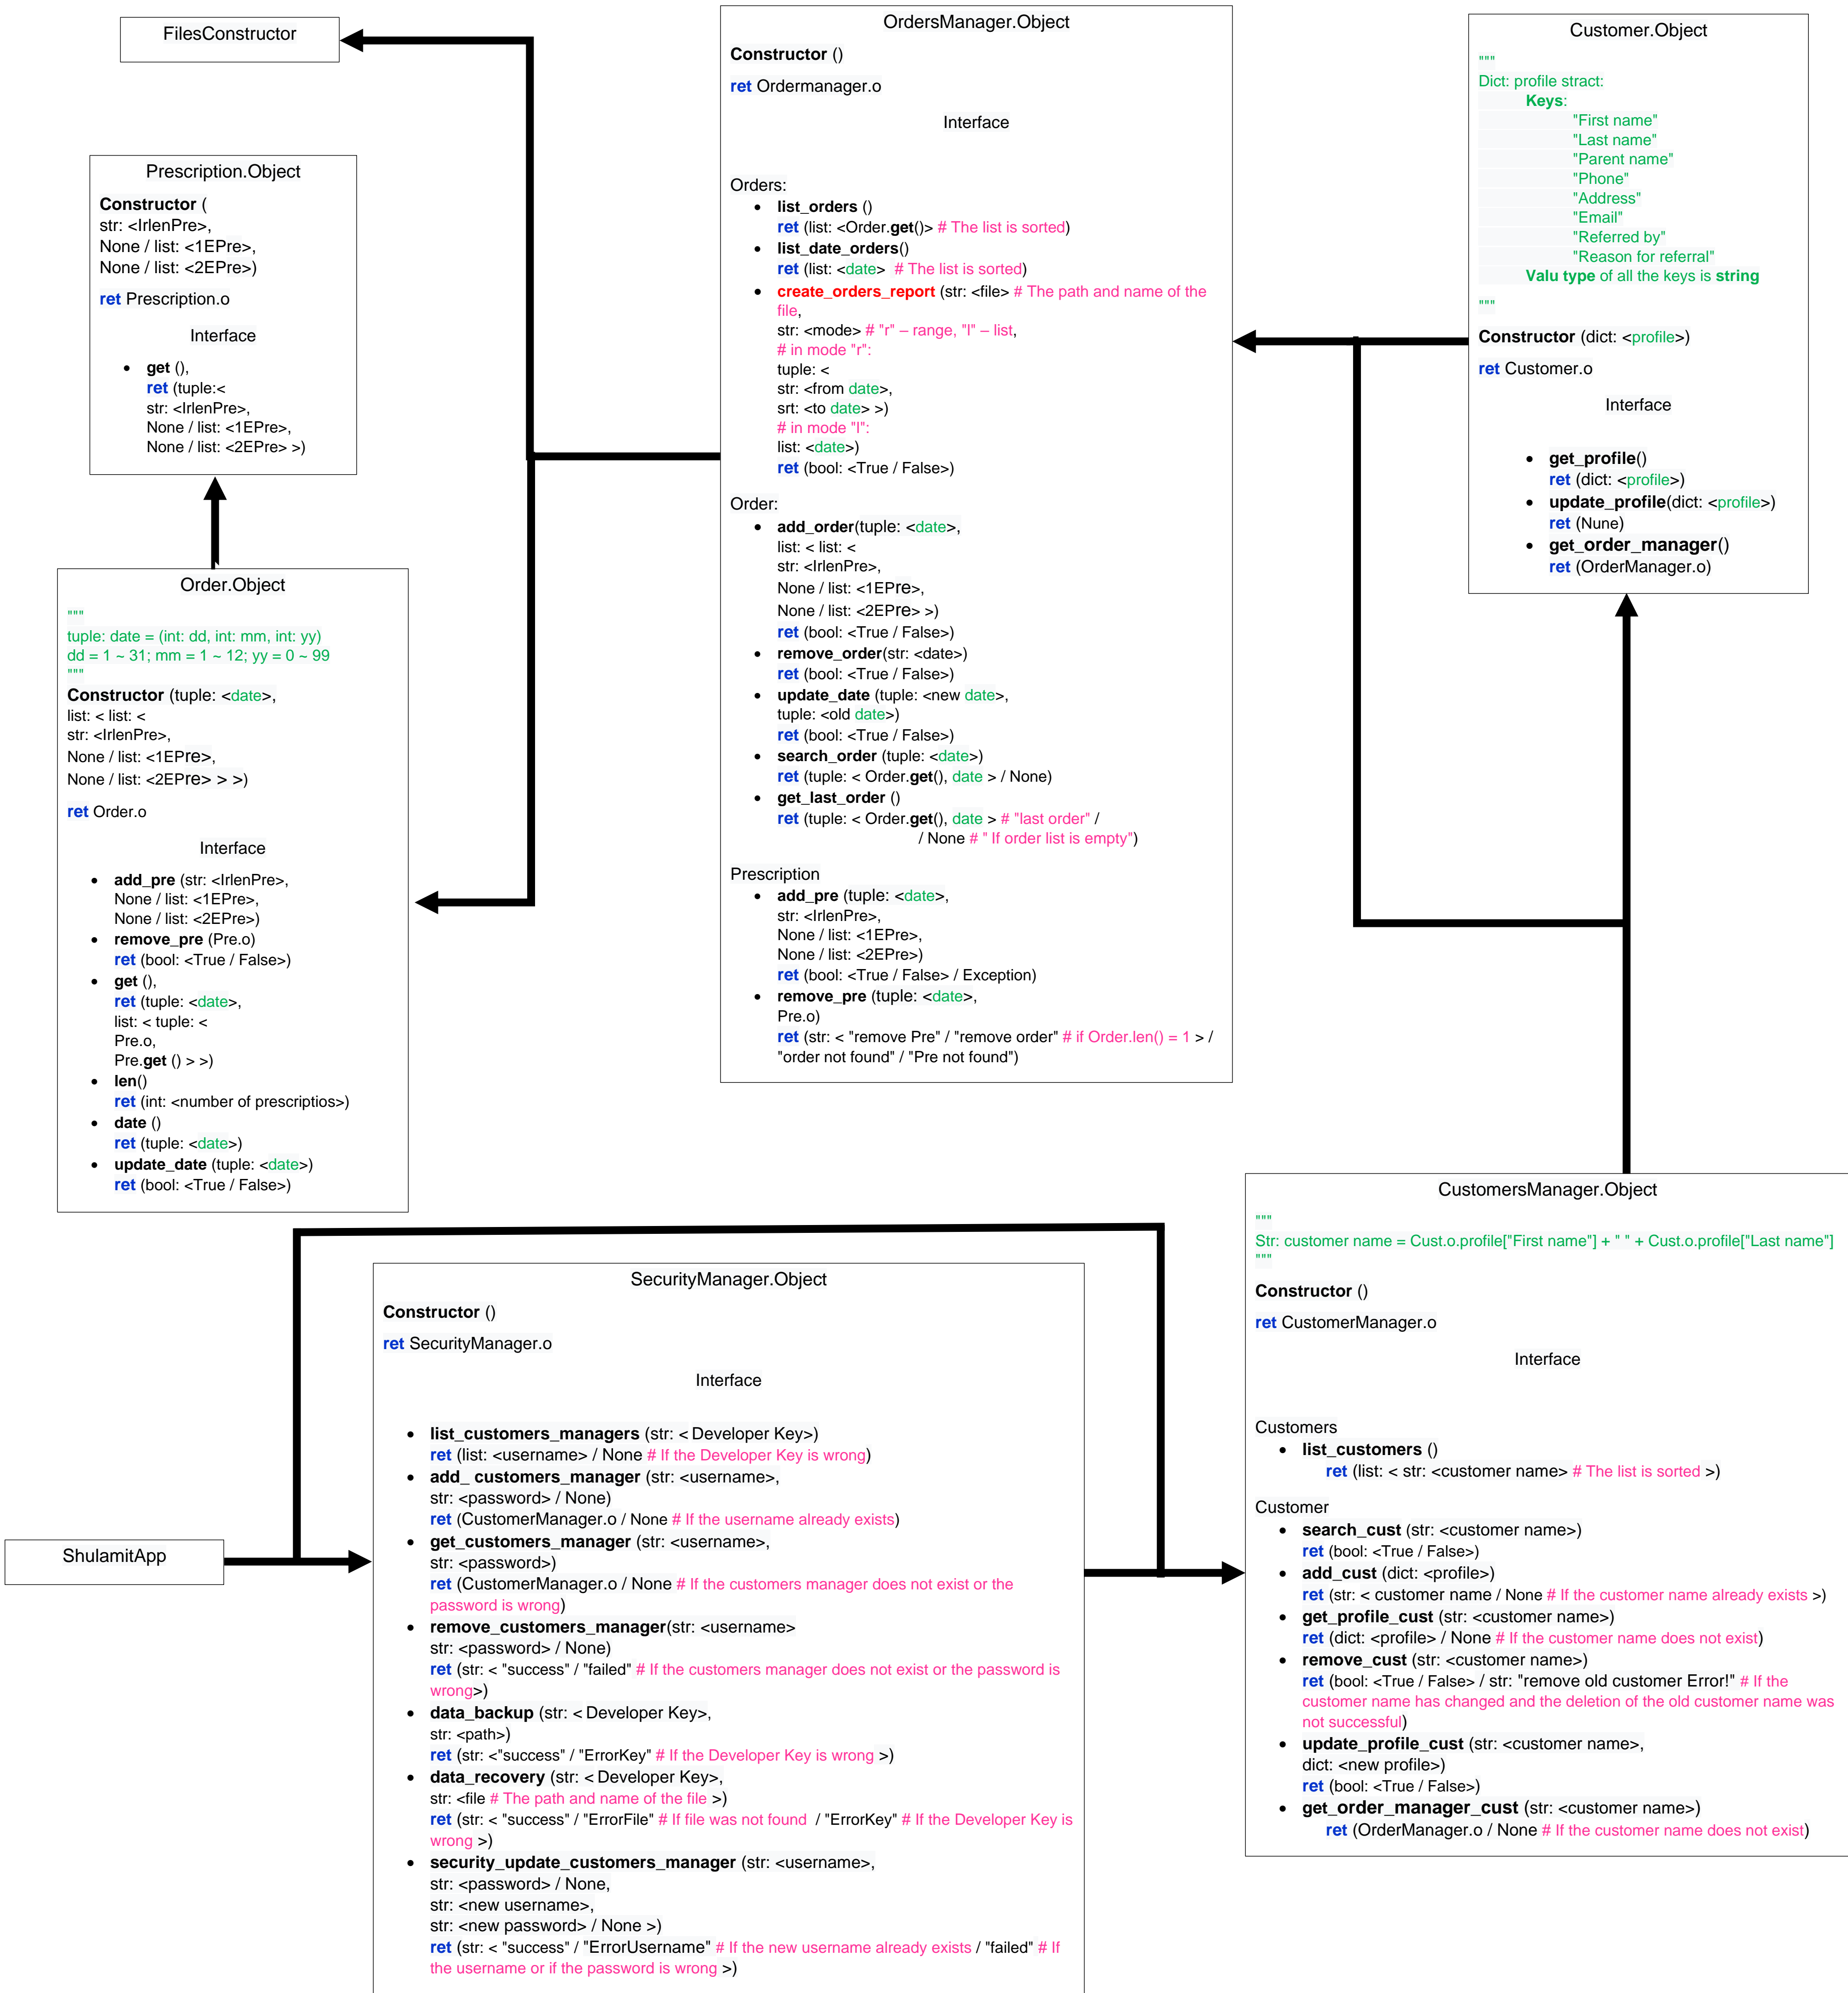 FilesConstructor
Prescription.Object
Constructor (
str: <IrlenPre>,
None / list: <1EPre>,
None / list: <2EPre>)
ret Prescription.o
Interface
• get (),
ret (tuple:<
str: <IrlenPre>,
None / list: <1EPre>,
None / list: <2EPre> >)
Order.Object
"""
tuple: date = (int: dd, int: mm, int: yy)
dd = 1 ~ 31; mm = 1 ~ 12; yy = 0 ~ 99
"""
Constructor (tuple: <date>,
list: < list: <
str: <IrlenPre>,
None / list: <1EPre>,
None / list: <2EPre> > >)
ret Order.o
Interface
• add_pre (str: <IrlenPre>,
None / list: <1EPre>,
None / list: <2EPre>)
• remove_pre (Pre.o)
ret (bool: <True / False>)
• get (),
ret (tuple: <date>,
list: < tuple: <
Pre.o,
Pre.get () > >)
• len()
ret (int: <number of prescriptios>)
• date ()
ret (tuple: <date>)
• update_date (tuple: <date>)
ret (bool: <True / False>)
OrdersManager.Object
Constructor ()
ret Ordermanager.o
Interface
Orders:
• list_orders ()
ret (list: <Order.get()> # The list is sorted)
• list_date_orders()
ret (list: <date> # The list is sorted)
• create_orders_report (str: <file> # The path and name of the
file,
str: <mode> # "r" – range, "l" – list,
# in mode "r":
tuple: <
str: <from date>,
srt: <to date> >)
# in mode "l":
list: <date>)
ret (bool: <True / False>)
Order:
• add_order(tuple: <date>,
list: < list: <
str: <IrlenPre>,
None / list: <1EPre>,
None / list: <2EPre> >)
ret (bool: <True / False>)
• remove_order(str: <date>)
ret (bool: <True / False>)
• update_date (tuple: <new date>,
tuple: <old date>)
ret (bool: <True / False>)
• search_order (tuple: <date>)
ret (tuple: < Order.get(), date > / None)
• get_last_order ()
ret (tuple: < Order.get(), date > # "last order" /
/ None # " If order list is empty")
Prescription
• add_pre (tuple: <date>,
str: <IrlenPre>,
None / list: <1EPre>,
None / list: <2EPre>)
ret (bool: <True / False> / Exception)
• remove_pre (tuple: <date>,
Pre.o)
ret (str: < "remove Pre" / "remove order" # if Order.len() = 1 > /
"order not found" / "Pre not found")
Customer.Object
"""
Dict: profile stract:
Keys:
"First name"
"Last name"
"Parent name"
"Phone"
"Address"
"Email"
"Referred by"
"Reason for referral"
Valu type of all the keys is string
"""
Constructor (dict: <profile>)
ret Customer.o
Interface
• get_profile()
ret (dict: <profile>)
• update_profile(dict: <profile>)
ret (Nune)
• get_order_manager()
ret (OrderManager.o)
ShulamitApp
SecurityManager.Object
Constructor ()
ret SecurityManager.o
Interface
• list_customers_managers (str: < Developer Key>)
ret (list: <username> / None # If the Developer Key is wrong)
• add_ customers_manager (str: <username>,
str: <password> / None)
ret (CustomerManager.o / None # If the username already exists)
• get_customers_manager (str: <username>,
str: <password>)
ret (CustomerManager.o / None # If the customers manager does not exist or the
password is wrong)
• remove_customers_manager(str: <username>
str: <password> / None)
ret (str: < "success" / "failed" # If the customers manager does not exist or the password is
wrong>)
• data_backup (str: < Developer Key>,
str: <path>)
ret (str: <"success" / "ErrorKey" # If the Developer Key is wrong >)
• data_recovery (str: < Developer Key>,
str: <file # The path and name of the file >)
ret (str: < "success" / "ErrorFile" # If file was not found / "ErrorKey" # If the Developer Key is
wrong >)
• security_update_customers_manager (str: <username>,
str: <password> / None,
str: <new username>,
str: <new password> / None >)
ret (str: < "success" / "ErrorUsername" # If the new username already exists / "failed" # If
the username or if the password is wrong >)
CustomersManager.Object
"""
Str: customer name = Cust.o.profile["First name"] + " " + Cust.o.profile["Last name"]
"""
Constructor ()
ret CustomerManager.o
Interface
Customers
• list_customers ()
ret (list: < str: <customer name> # The list is sorted >)
Customer
• search_cust (str: <customer name>)
ret (bool: <True / False>)
• add_cust (dict: <profile>)
ret (str: < customer name / None # If the customer name already exists >)
• get_profile_cust (str: <customer name>)
ret (dict: <profile> / None # If the customer name does not exist)
• remove_cust (str: <customer name>)
ret (bool: <True / False> / str: "remove old customer Error!" # If the
customer name has changed and the deletion of the old customer name was
not successful)
• update_profile_cust (str: <customer name>,
dict: <new profile>)
ret (bool: <True / False>)
• get_order_manager_cust (str: <customer name>)
ret (OrderManager.o / None # If the customer name does not exist)